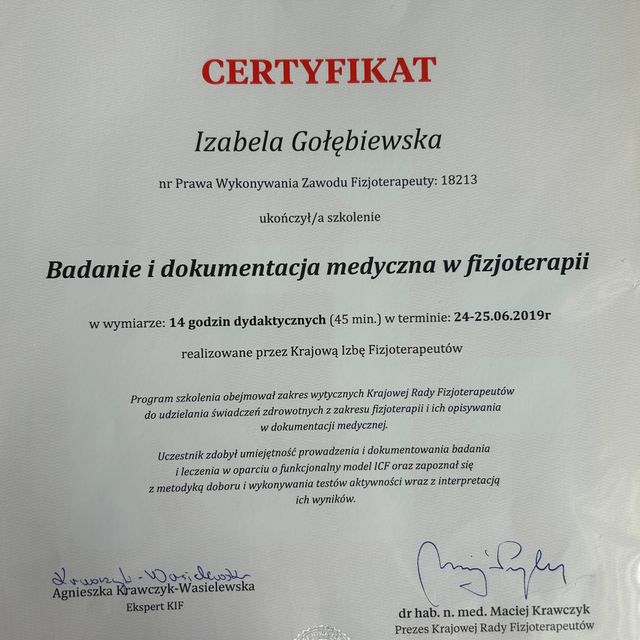 CERTYFIKAT
Izabela Gołębiewska
nr Prawa Wykonywania Zawodu Fizjoterapeuty: 18213
ukończył/a szkolenie
Badanie i dokumentacja medyczna w fizjoterapii
w wymiarze: 14 godzin dydaktycznych (45 min.) w terminie: 24-25.06.2019r
realizowane przez Krajową Izbę Fizjoterapeutów
Program szkolenia obejmował zakres wytycznych Krajowej Rady Fizjoterapeutów
do udzielania świadczeń zdrowotnych z zakresu fizjoterapii i ich opisywania
w dokumentacji medycznej.
Uczestnik zdobył umiejętność prowadzenia i dokumentowania badania
i leczenia w oparciu o funkcjonalny model ICF oraz zapoznał się
z metodyką doboru i wykonywania testów aktywności wraz z interpretacją
ich wyników.
Krawczyk-Wasielewska
Agnieszka Krawczyk-Wasielewska
Ekspert KIF
dr hab. n. med. Maciej Krawczyk
Prezes Krajowej Rady Fizjoterapeutów